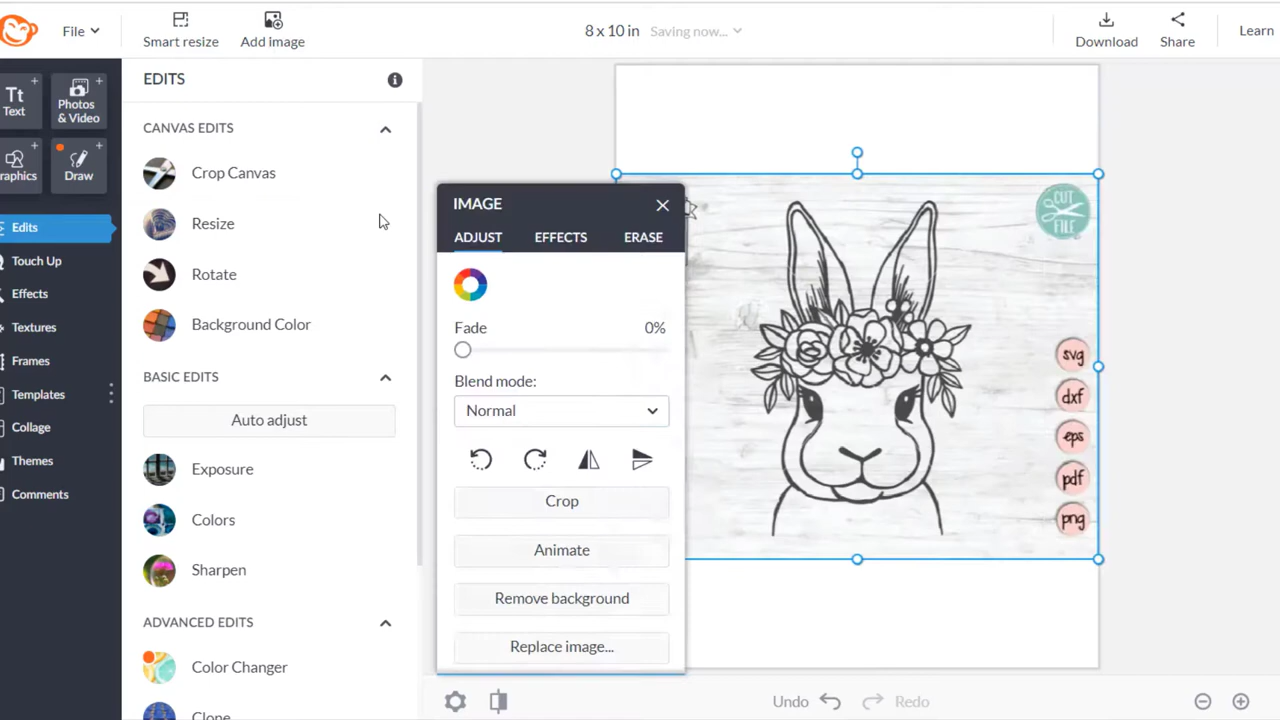 File
Smart resize
Add image
8 x 10 in
Saving now...
Download
Share
Learn
Tt
Text
Photos
& Video
raphics
Draw
EDITS
CANVAS EDITS
Crop Canvas
Resize
Rotate
Background Color
BASIC EDITS
Auto adjust
Exposure
Colors
Sharpen
ADVANCED EDITS
Color Changer
Clone
Edits
Touch Up
Effects
Textures
Frames
Templates
Collage
Themes
Comments
IMAGE
ADJUST
EFFECTS
ERASE
Fade
0%
Blend mode:
Normal
Crop
Animate
Remove background
Replace image...
CUT
FILE
svg
dxf
eps
pdf
png
Undo
Redo